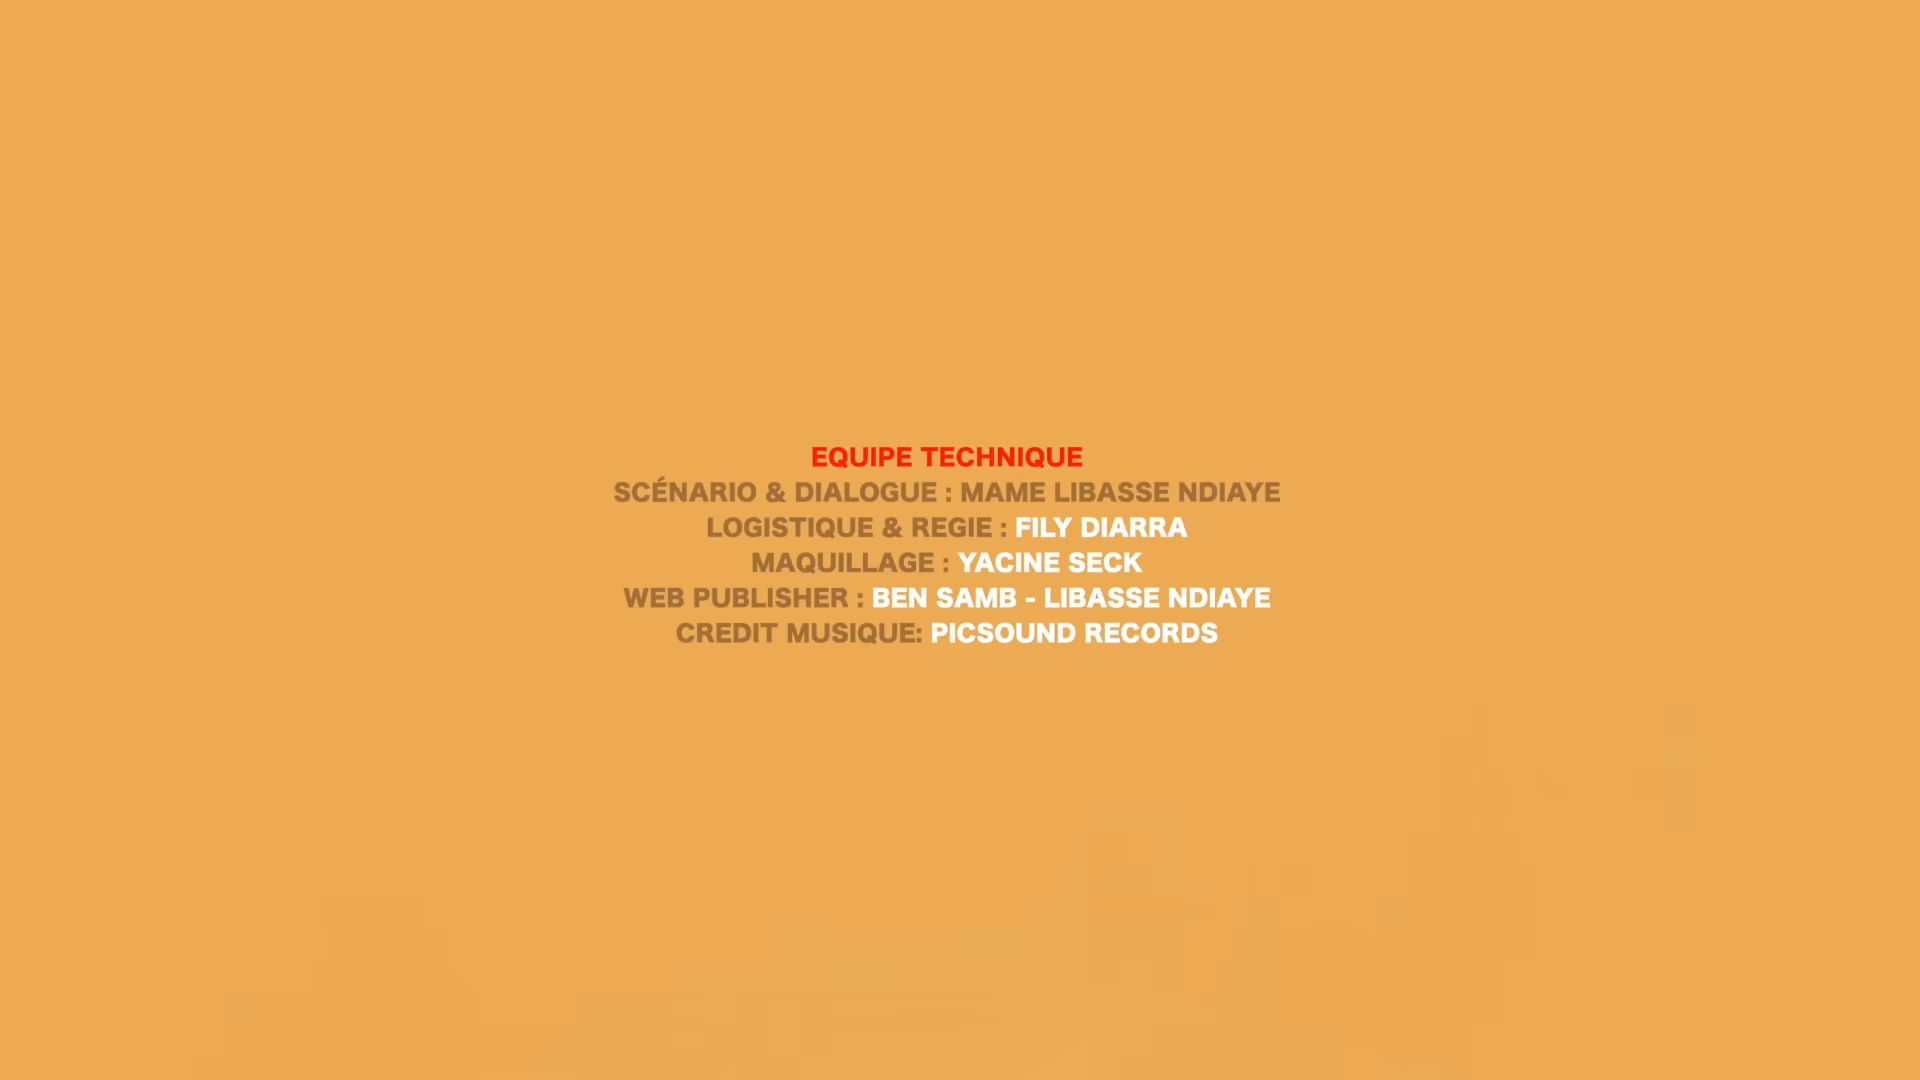 EQUIPE TECHNIQUE
SCÉNARIO & DIALOGUE : MAME LIBASSE NDIAYE
LOGISTIQUE & REGIE : FILY DIARRA
MAQUILLAGE : YACINE SECK
WEB PUBLISHER : BEN SAMB - LIBASSE NDIAYE
CREDIT MUSIQUE: PICSOUND RECORDS